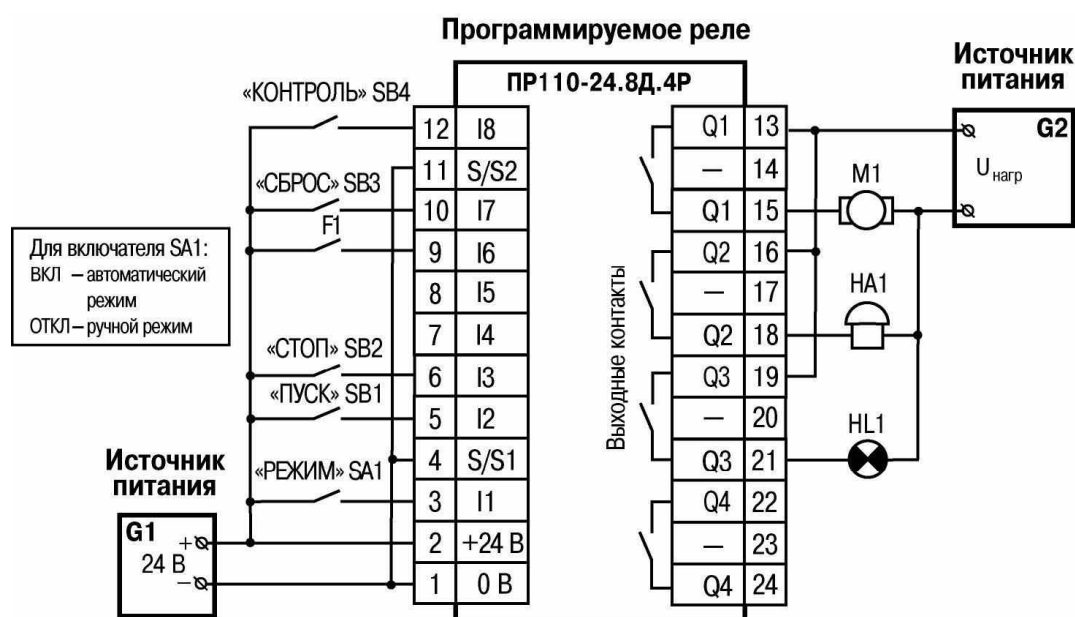 Программируемое реле
ПР110-24.8Д.4Р
Источник
питания
G2
U нагр
«КОНТРОЛЬ» SB4
12 I8
11 S/S2
«СБРОС» SB3
10 I7
F1
9 I6
8 I5
7 I4
«СТОП» SB2
6 I3
«ПУСК» SB1
5 I2
4 S/S1
«РЕЖИМ» SA1
3 I1
2 +24 В
1 0 В
Для включателя SA1:
ВКЛ – автоматический
режим
ОТКЛ – ручной режим
Источник
питания
G1
+
24 В
–
Выходные контакты
Q1 13
– 14
Q1 15
Q2 16
– 17
Q2 18
Q3 19
– 20
Q3 21
Q4 22
– 23
Q4 24
M1
HA1
HL1